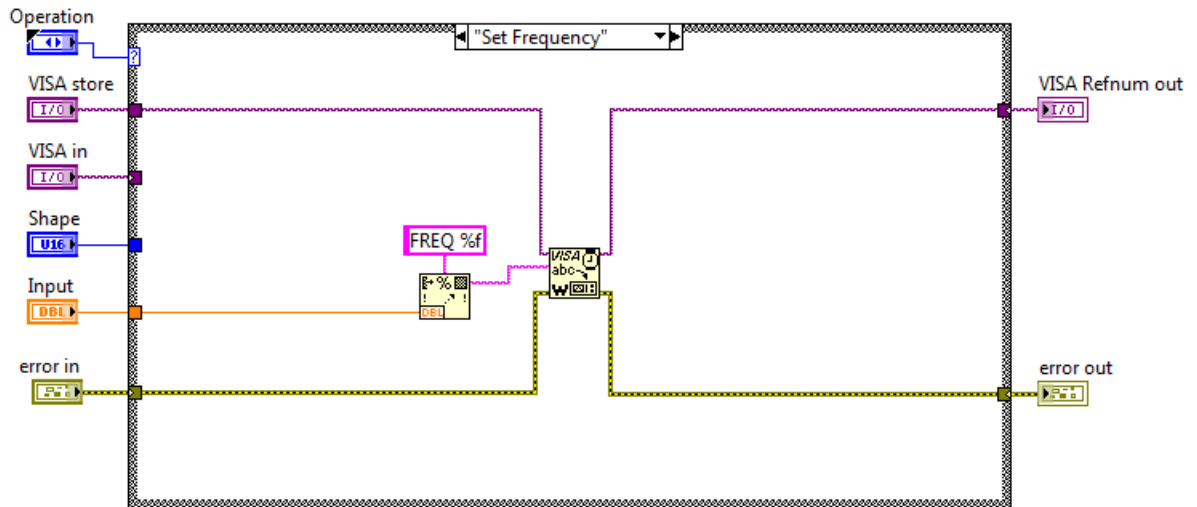 Operation
"Set Frequency"
?
VISA store
I/O
VISA Refnum out
I/O
VISA in
I/O
Shape
U16
FREQ %f
VISA
abc
W
%
! !
DBL
Input
DBL
error in
error out